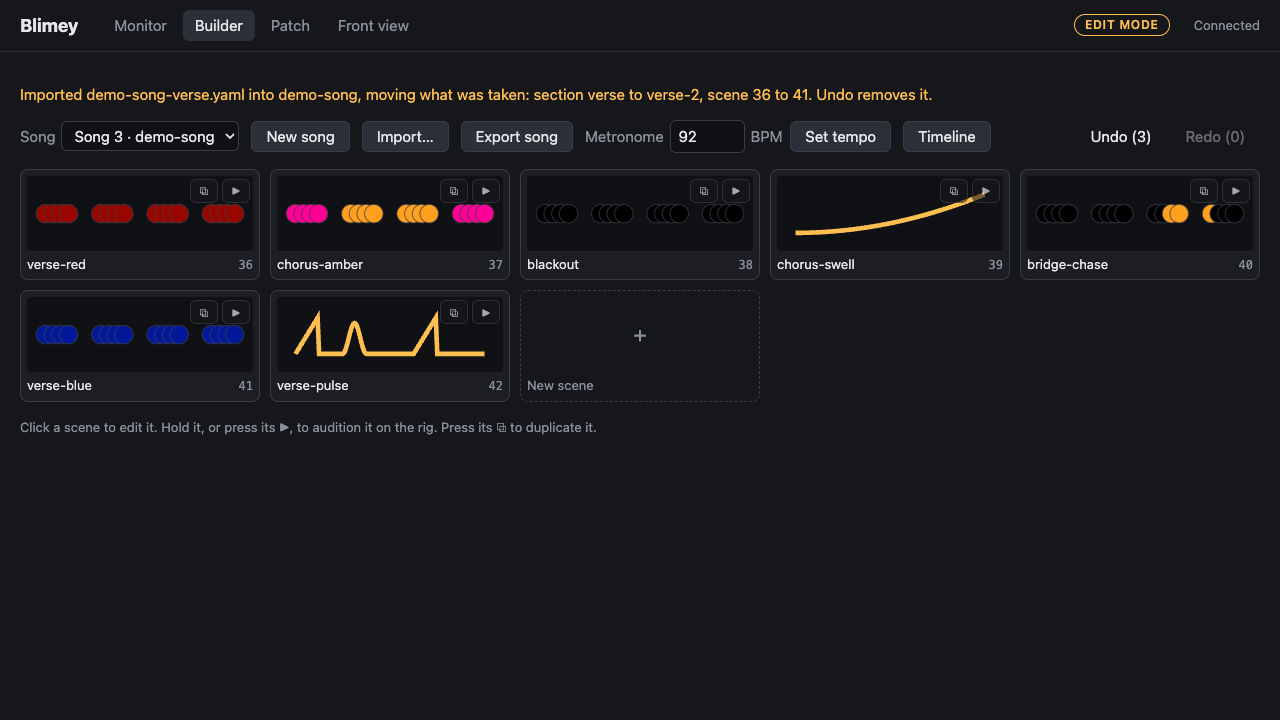 Blimey Monitor Builder Patch Front view EDIT MODE Connected
Imported demo-song-verse.yaml into demo-song, moving what was taken: section verse to verse-2, scene 36 to 41. Undo removes it.
Song Song 3 · demo-song New song Import... Export song Metronome 92 BPM Set tempo Timeline Undo (3) Redo (0)
verse-red 36 chorus-amber 37 blackout 38 chorus-swell 39 bridge-chase 40
verse-blue 41 verse-pulse 42 + New scene
Click a scene to edit it. Hold it, or press its ▶, to audition it on the rig. Press its ⧉ to duplicate it.